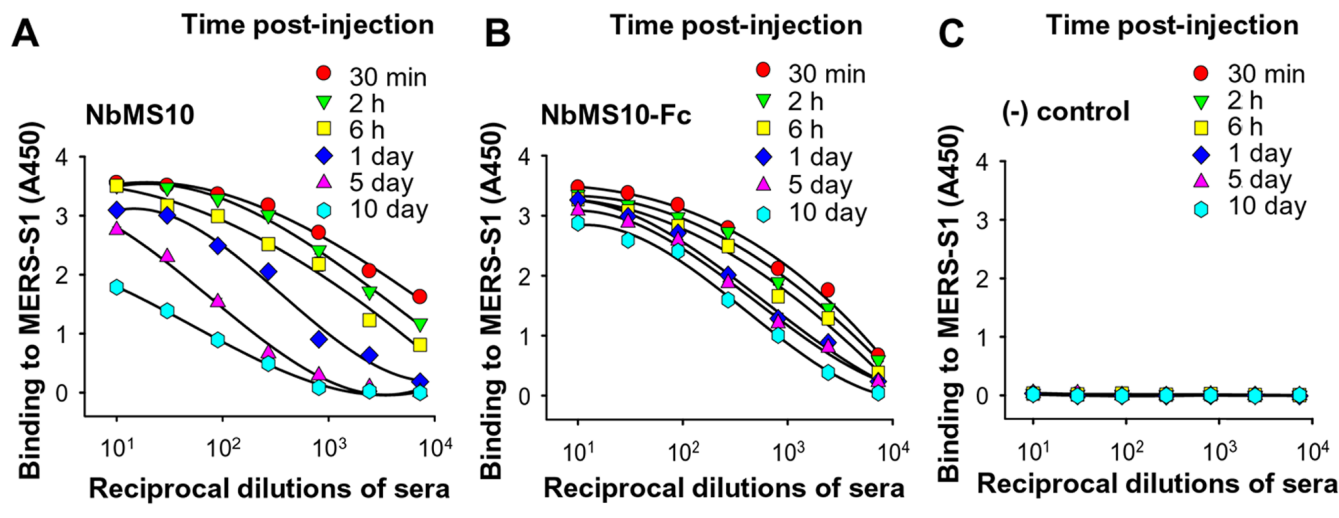 A
Time post-injection
30 min
2 h
6 h
1 day
5 day
10 day
NbMS10
Binding to MERS-S1 (A450)
4
3
2
1
0
10¹
10²
10³
10⁴
Reciprocal dilutions of sera
B
Time post-injection
30 min
2 h
6 h
1 day
5 day
10 day
NbMS10-Fc
Binding to MERS-S1 (A450)
4
3
2
1
0
10¹
10²
10³
10⁴
Reciprocal dilutions of sera
C
Time post-injection
30 min
2 h
6 h
1 day
5 day
10 day
(-) control
Binding to MERS-S1 (A450)
4
3
2
1
0
10¹
10²
10³
10⁴
Reciprocal dilutions of sera